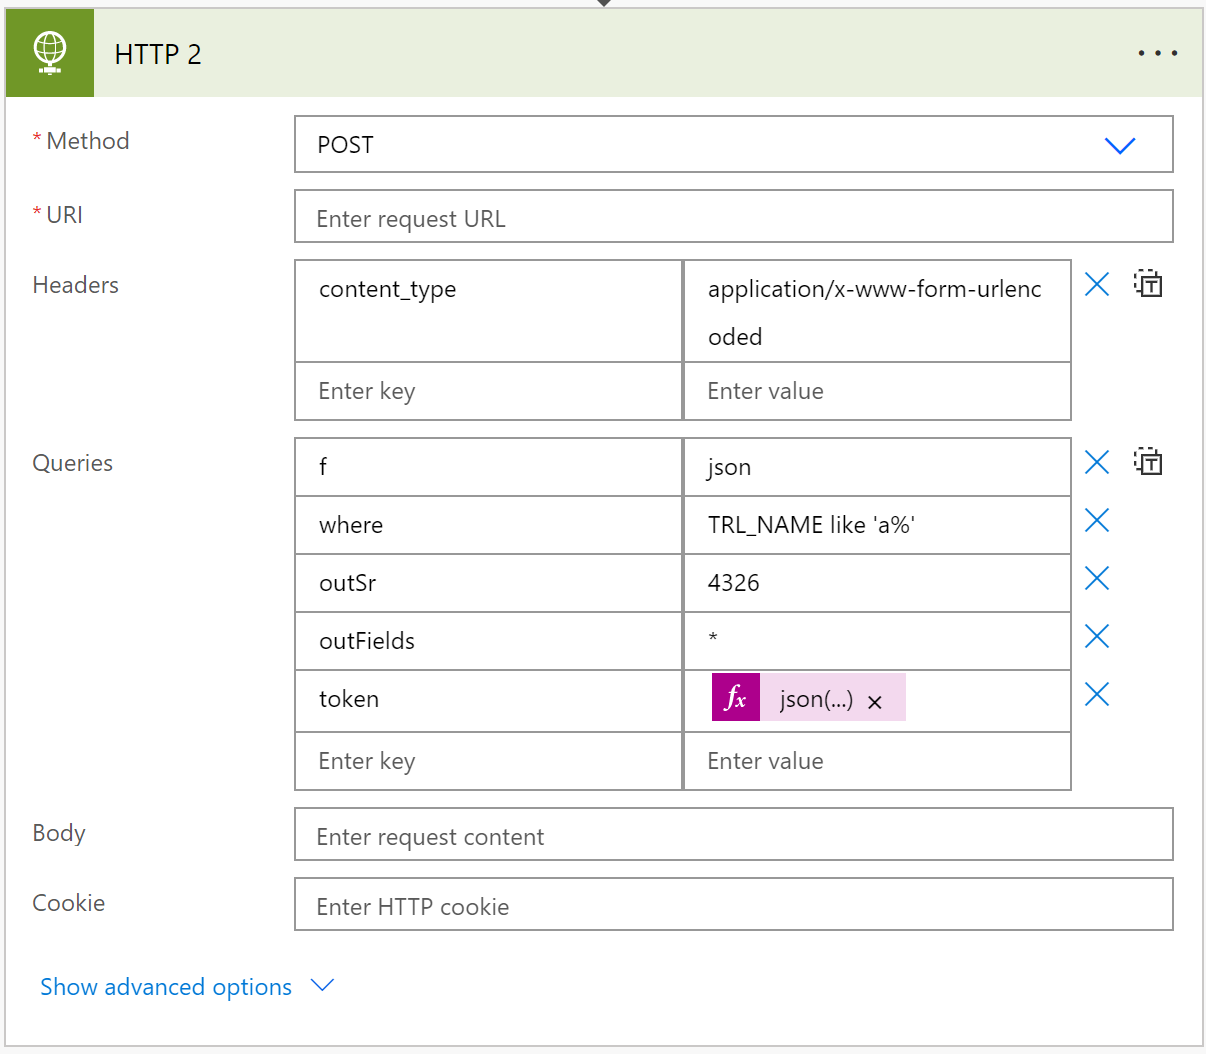 HTTP 2
* Method
POST
* URI
Enter request URL
Headers
content_type
application/x-www-form-urlenc
oded
Enter key
Enter value
Queries
f
json
where
TRL_NAME like 'a%'
outSr
4326
outFields
*
token
fx json(...)
Enter key
Enter value
Body
Enter request content
Cookie
Enter HTTP cookie
Show advanced options